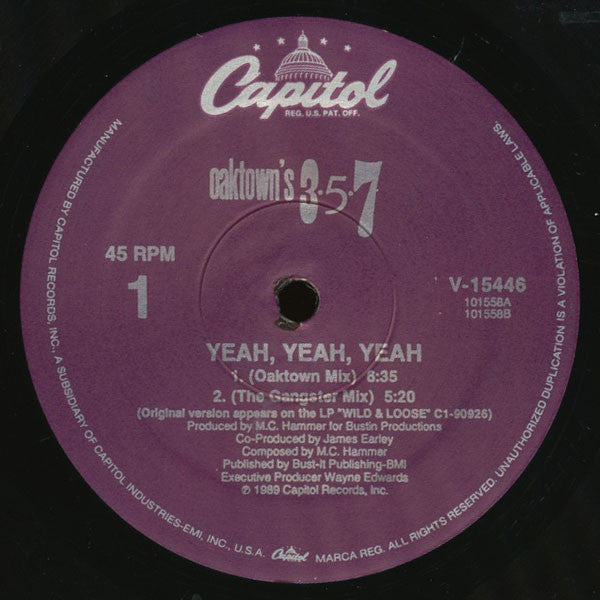 Capitol
REG. U.S. PAT. OFF.
oaktown's 3·5·7
45 RPM
1
V-15446
101558A
101558B
YEAH, YEAH, YEAH
1. (Oaktown Mix) 8:35
2. (The Gangster Mix) 5:20
(Original version appears on the LP "WILD & LOOSE" C1-90926)
Produced by M.C. Hammer for Bustin Productions
Co-Produced by James Earley
Composed by M.C. Hammer
Published by Bust-It Publishing-BMI
Executive Producer Wayne Edwards
℗ 1989 Capitol Records, Inc.
MANUFACTURED BY CAPITOL RECORDS, INC., A SUBSIDIARY OF CAPITOL INDUSTRIES-EMI, INC., U.S.A. Capitol MARCA REG. ALL RIGHTS RESERVED. UNAUTHORIZED DUPLICATION IS A VIOLATION OF APPLICABLE LAWS.